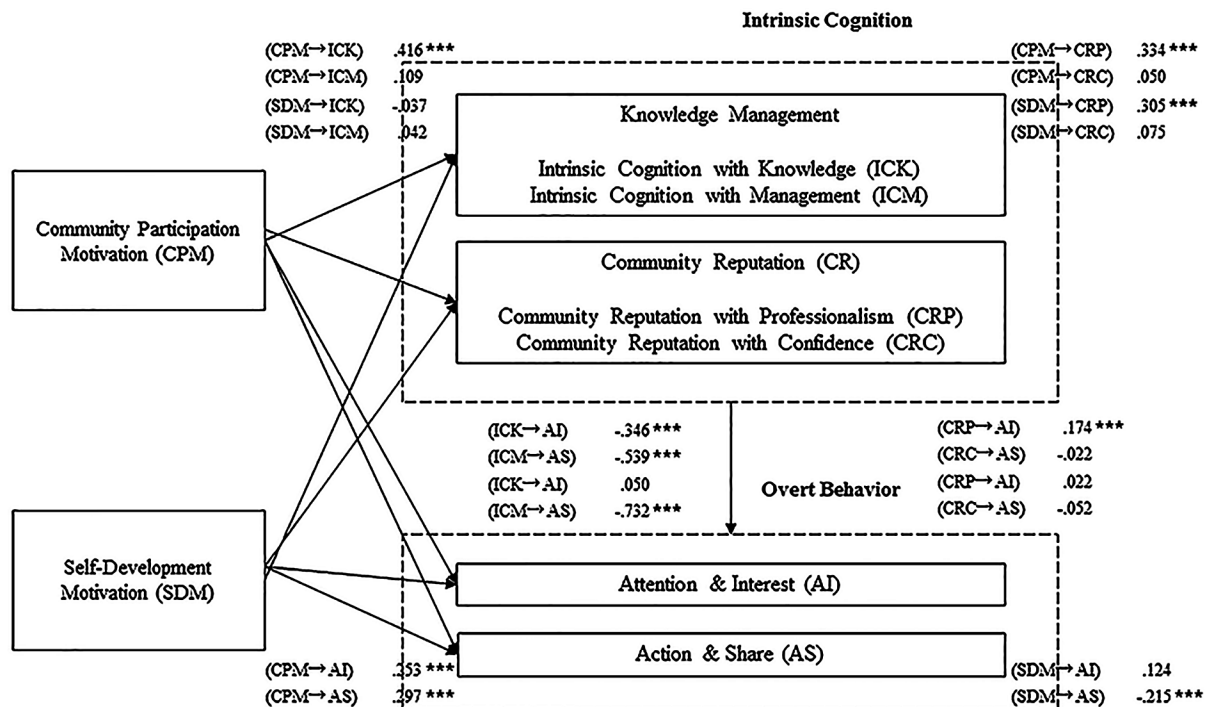 Intrinsic Cognition
(CPM→ICK) .416 ***
(CPM→ICM) .109
(SDM→ICK) -.037
(SDM→ICM) .042
(CPM→CRP) .334 ***
(CPM→CRC) .050
(SDM→CRP) .305 ***
(SDM→CRC) .075
Knowledge Management
Intrinsic Cognition with Knowledge (ICK)
Intrinsic Cognition with Management (ICM)
Community Participation
Motivation (CPM)
Community Reputation (CR)
Community Reputation with Professionalism (CRP)
Community Reputation with Confidence (CRC)
(ICK→AI) -.346 ***
(ICM→AS) -.539 ***
(ICK→AI) .050
(ICM→AS) -.732 ***
(CRP→AI) .174 ***
(CRC→AS) -.022
(CRP→AI) .022
(CRC→AS) -.052
Overt Behavior
Self-Development
Motivation (SDM)
Attention & Interest (AI)
Action & Share (AS)
(CPM→AI) .253 ***
(CPM→AS) .297 ***
(SDM→AI) .124
(SDM→AS) -.215 ***